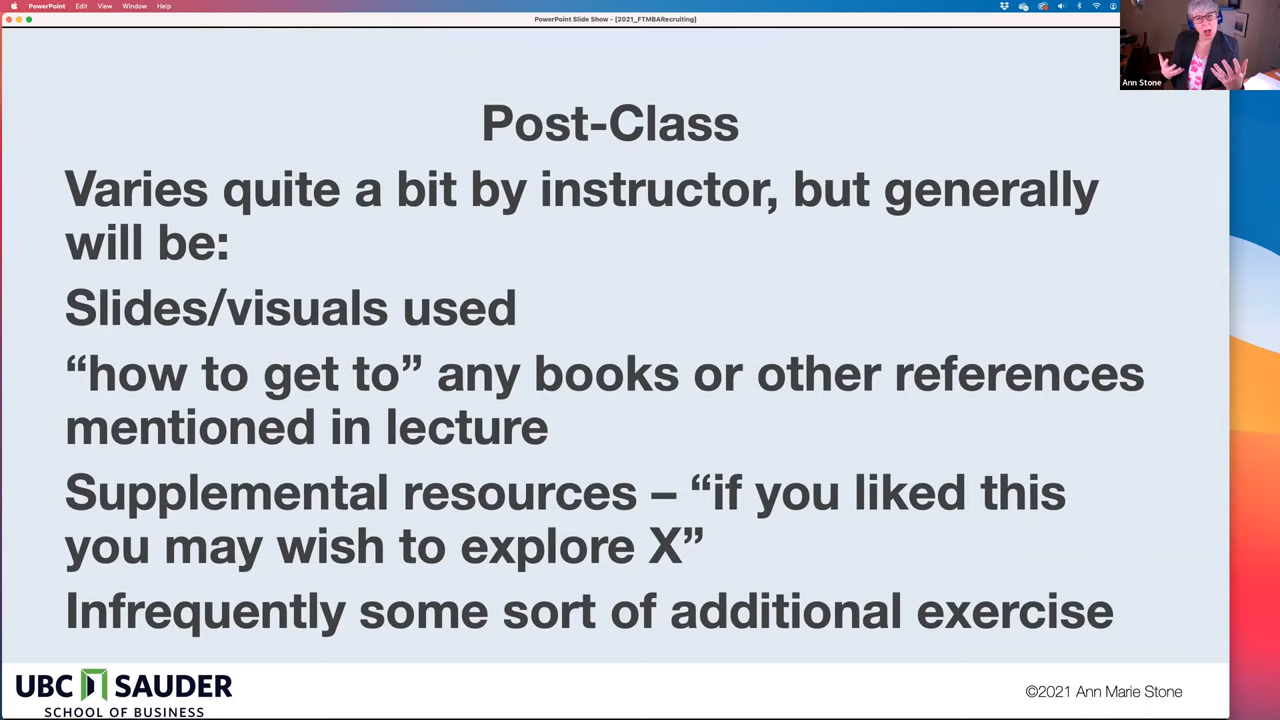 PowerPoint Edit View Window Help
PowerPoint Slide Show - [2021_FTMBARecruiting]
Ann Stone
Post-Class
Varies quite a bit by instructor, but generally
will be:
Slides/visuals used
“how to get to” any books or other references
mentioned in lecture
Supplemental resources – “if you liked this
you may wish to explore X”
Infrequently some sort of additional exercise
UBC SAUDER
SCHOOL OF BUSINESS
©2021 Ann Marie Stone